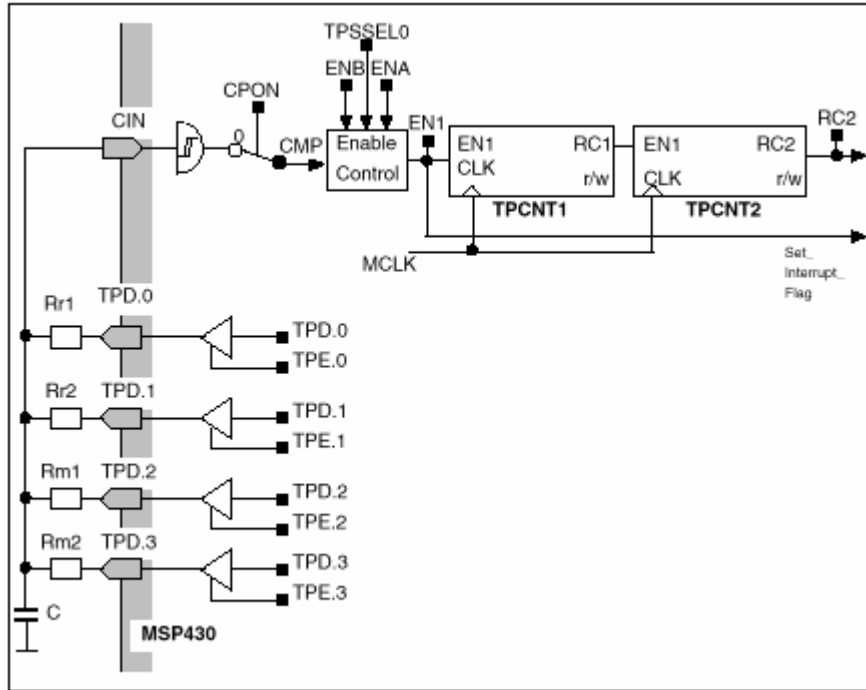 TPSSEL0
ENB ENA
CPON
CIN
0
CMP
Enable
Control
EN1
EN1
CLK
RC1
r/w
TPCNT1
EN1
CLK
RC2
r/w
TPCNT2
RC2
MCLK
Set_
Interrupt_
Flag
Rr1
TPD.0
TPD.0
TPE.0
Rr2
TPD.1
TPD.1
TPE.1
Rm1
TPD.2
TPD.2
TPE.2
Rm2
TPD.3
TPD.3
TPE.3
C
MSP430